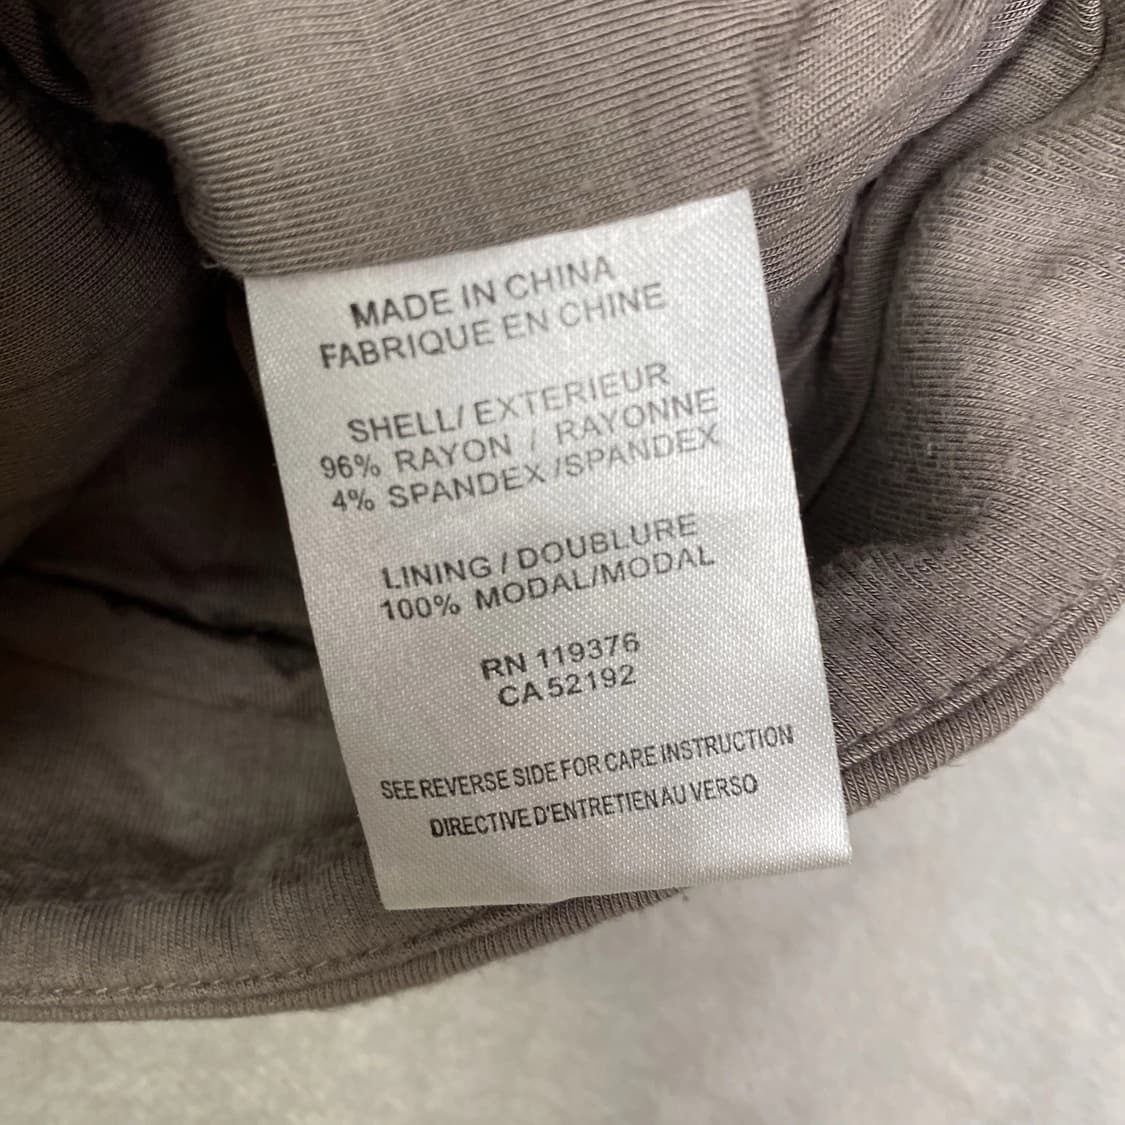 MADE IN CHINA
FABRIQUE EN CHINE
SHELL/ EXTERIEUR
96% RAYON / RAYONNE
4% SPANDEX /SPANDEX
LINING / DOUBLURE
100% MODAL/MODAL
RN 119376
CA 52192
SEE REVERSE SIDE FOR CARE INSTRUCTION
DIRECTIVE D'ENTRETIEN AU VERSO